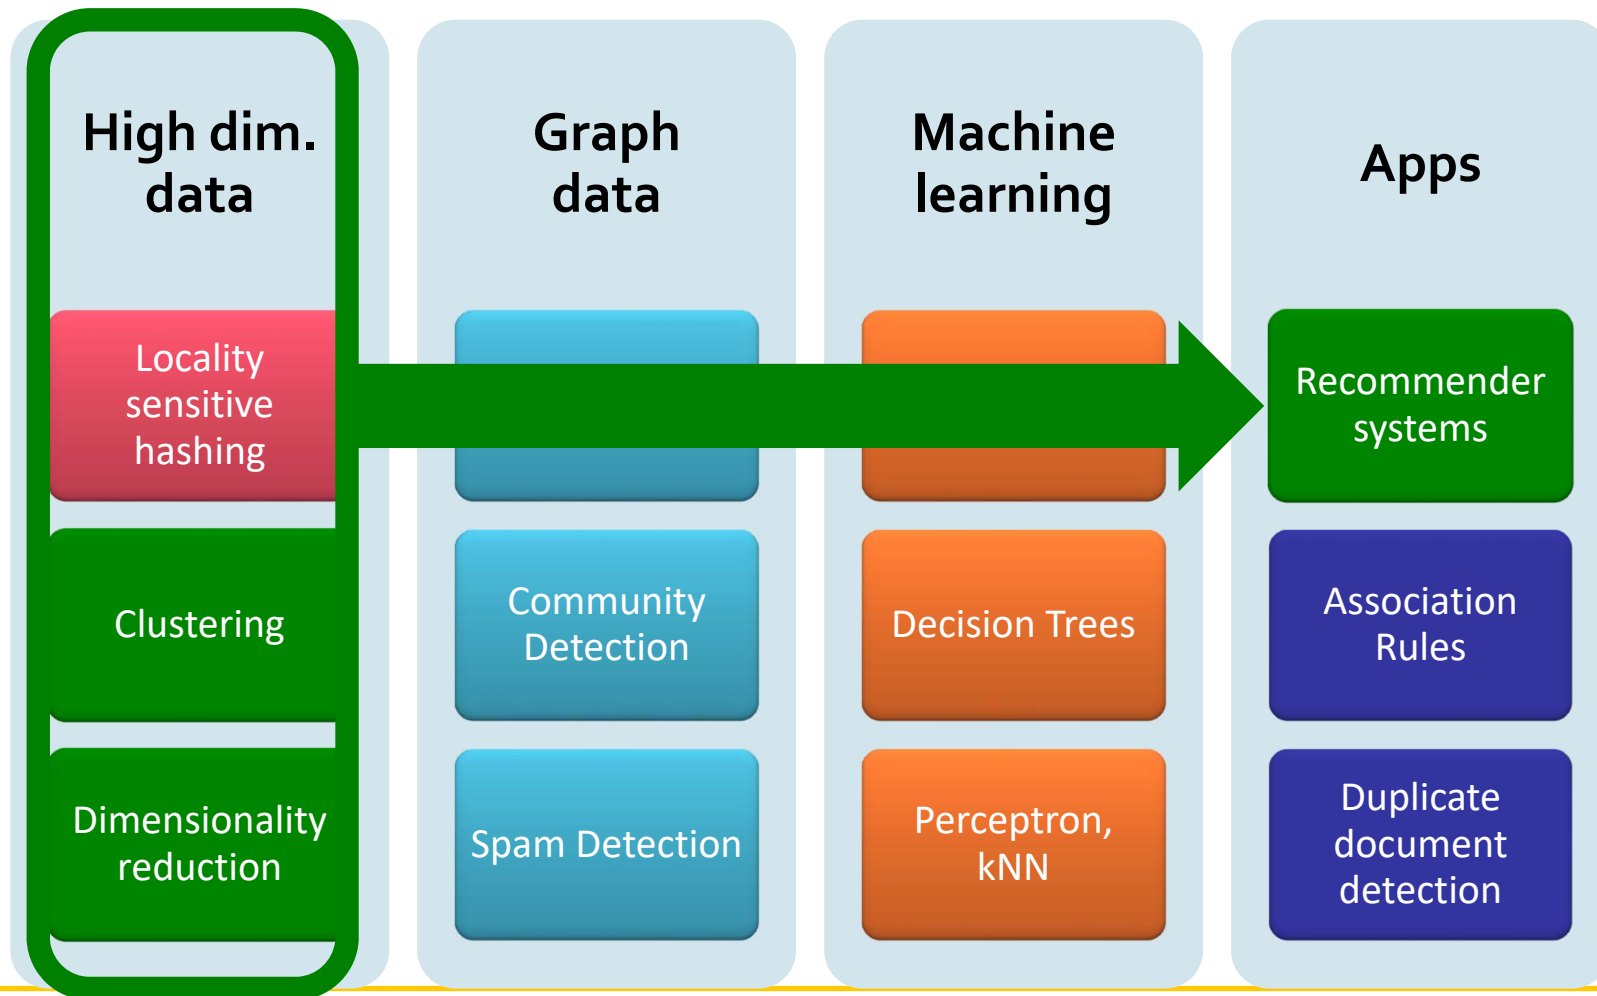 High dim.
data
Locality
sensitive
hashing
Clustering
Dimensionality
reduction
Graph
data
Community
Detection
Spam Detection
Machine
learning
Decision Trees
Perceptron,
kNN
Apps
Recommender
systems
Association
Rules
Duplicate
document
detection